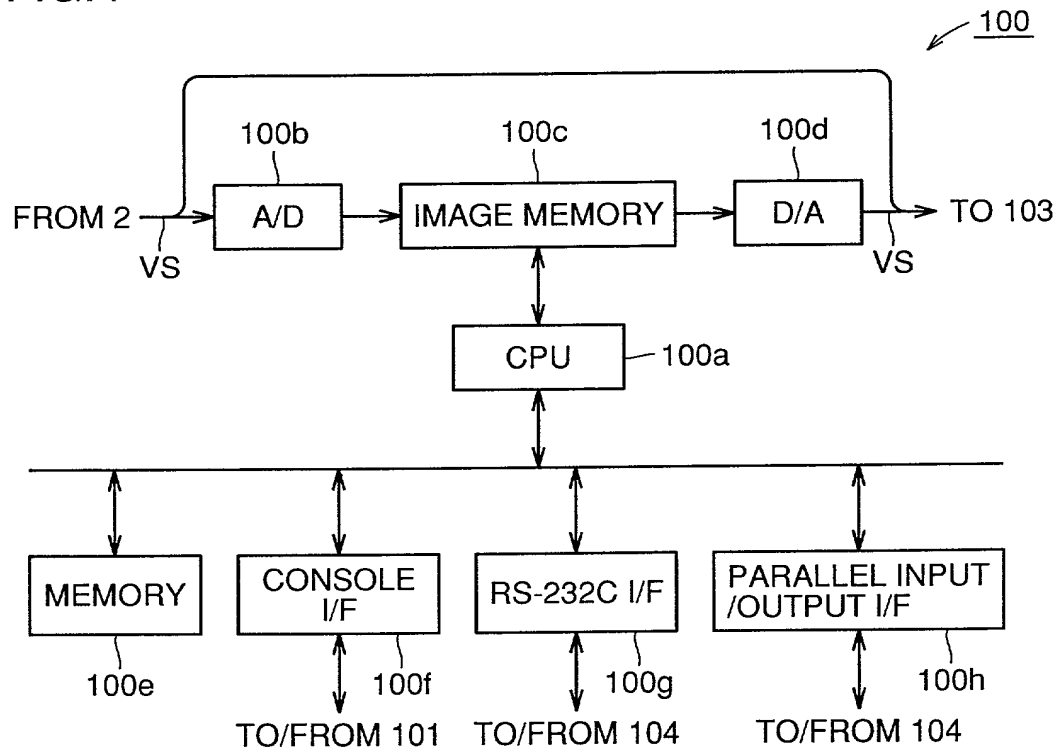 100
100b
100c
100d
FROM 2
A/D
IMAGE MEMORY
D/A
TO 103
VS
VS
CPU
100a
MEMORY
CONSOLE
I/F
RS-232C I/F
PARALLEL INPUT
/OUTPUT I/F
100e
100f
100g
100h
TO/FROM 101
TO/FROM 104
TO/FROM 104